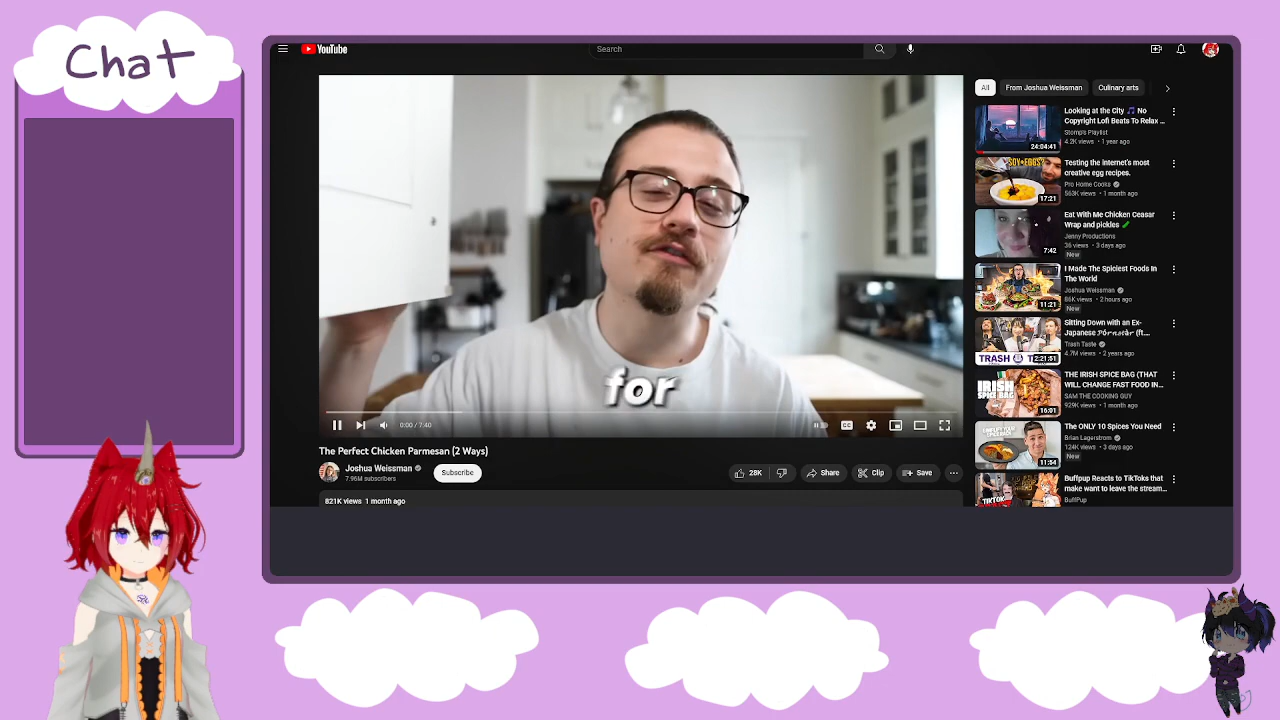 Chat
YouTube
Search
for
0:00 / 7:40
CC
The Perfect Chicken Parmesan (2 Ways)
Joshua Weissman
7.96M subscribers
Subscribe
28K
Share
Clip
Save
821K views 1 month ago
All
From Joshua Weissman
Culinary arts
Looking at the City 🎵 No
Copyright Lofi Beats To Relax ...
Stomp's Playlist
4.2K views • 1 year ago
24:04:41
SOY+EGGS?
Testing the internet's most
creative egg recipes.
Pro Home Cooks
563K views • 1 month ago
17:21
Eat With Me Chicken Ceasar
Wrap and pickles 🥒
Jenny Productions
36 views • 3 days ago
New
7:42
I Made The Spiciest Foods In
The World
Joshua Weissman
86K views • 2 hours ago
New
11:21
Sitting Down with an Ex-
Trash Taste
4.7M views • 2 years ago
TRASH
2:21:51
THE IRISH SPICE BAG (THAT
WILL CHANGE FAST FOOD IN...
SAM THE COOKING GUY
929K views • 1 month ago
IRISH
SPICE BAG
16:01
The ONLY 10 Spices You Need
Brian Lagerstrom
124K views • 3 days ago
New
11:54
Buffpup Reacts to TikToks that
make want to leave the stream...
BuffPup
TIKTOK